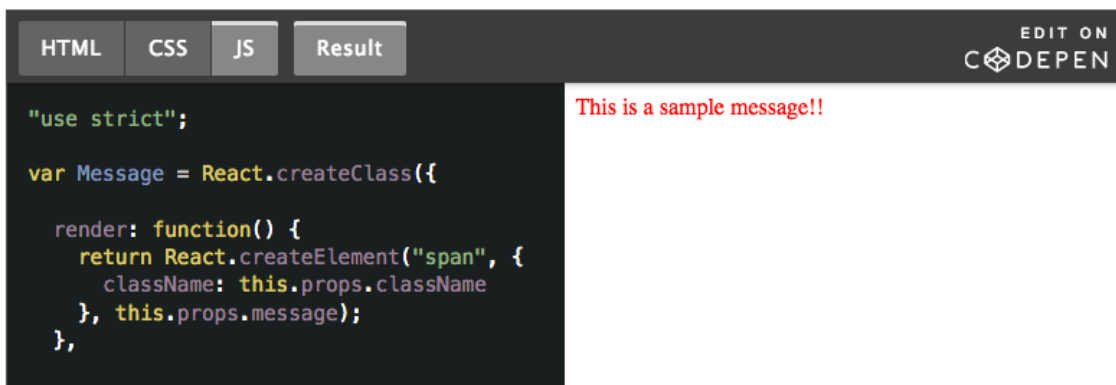 HTML CSS JS Result
EDIT ON
CODEPEN
"use strict";
var Message = React.createClass({
render: function() {
return React.createElement("span", {
className: this.props.className
}, this.props.message);
},
This is a sample message!!